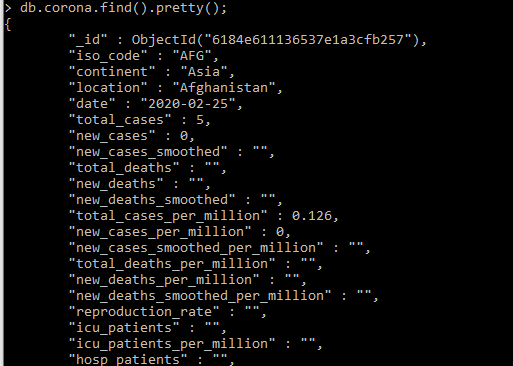 > db.corona.find().pretty();
{
"_id" : ObjectId("6184e611136537e1a3cfb257"),
"iso_code" : "AFG",
"continent" : "Asia",
"location" : "Afghanistan",
"date" : "2020-02-25",
"total_cases" : 5,
"new_cases" : 0,
"new_cases_smoothed" : "",
"total_deaths" : "",
"new_deaths" : "",
"new_deaths_smoothed" : "",
"total_cases_per_million" : 0.126,
"new_cases_per_million" : 0,
"new_cases_smoothed_per_million" : "",
"total_deaths_per_million" : "",
"new_deaths_per_million" : "",
"new_deaths_smoothed_per_million" : "",
"reproduction_rate" : "",
"icu_patients" : "",
"icu_patients_per_million" : "",
"hosp_patients" : "",